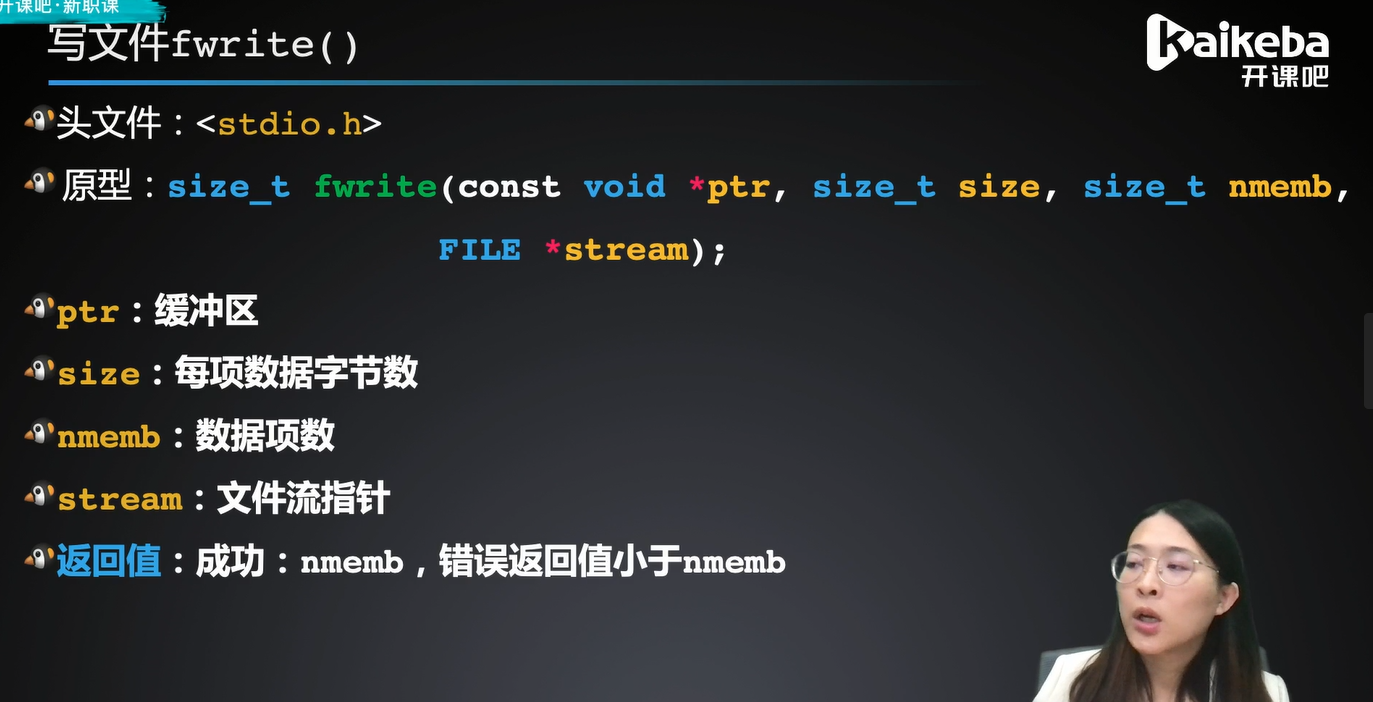 开课吧·新职课
写文件fwrite()
Kaikeba
开课吧
头文件：<stdio.h>
原型：size_t fwrite(const void *ptr, size_t size, size_t nmemb,
FILE *stream);
ptr：缓冲区
size：每项数据字节数
nmemb：数据项数
stream：文件流指针
返回值：成功：nmemb，错误返回值小于nmemb